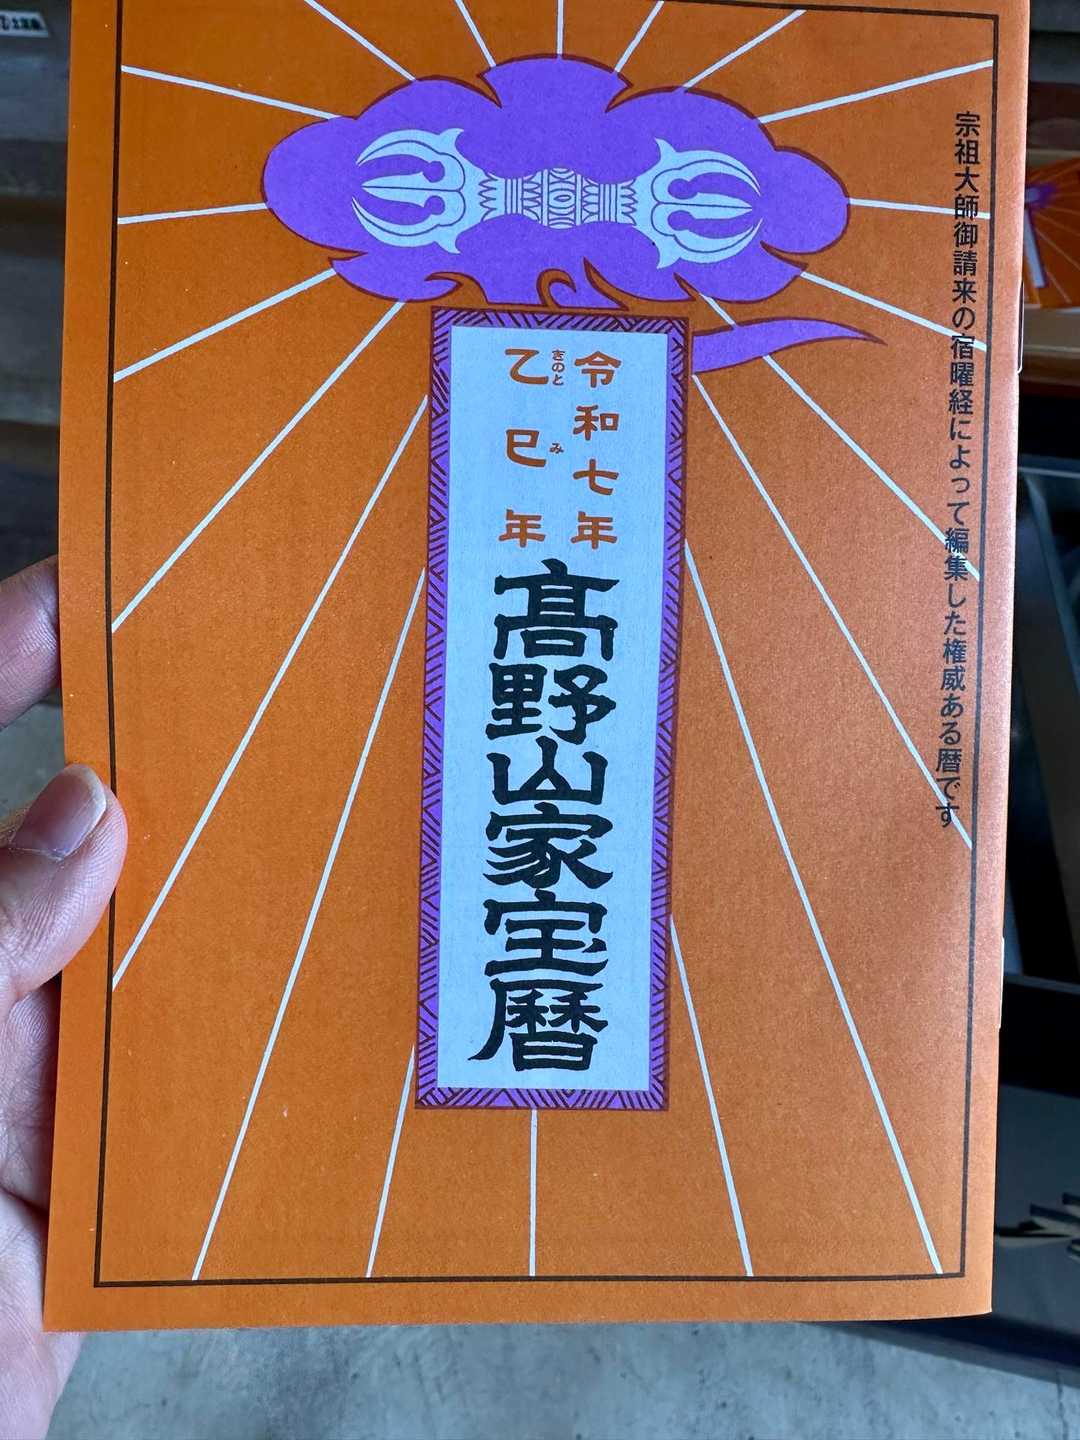 宗祖大師御請来の宿曜経によって編集した権威ある暦です
令和七年
乙巳年
きのと
み
髙野山家宝暦